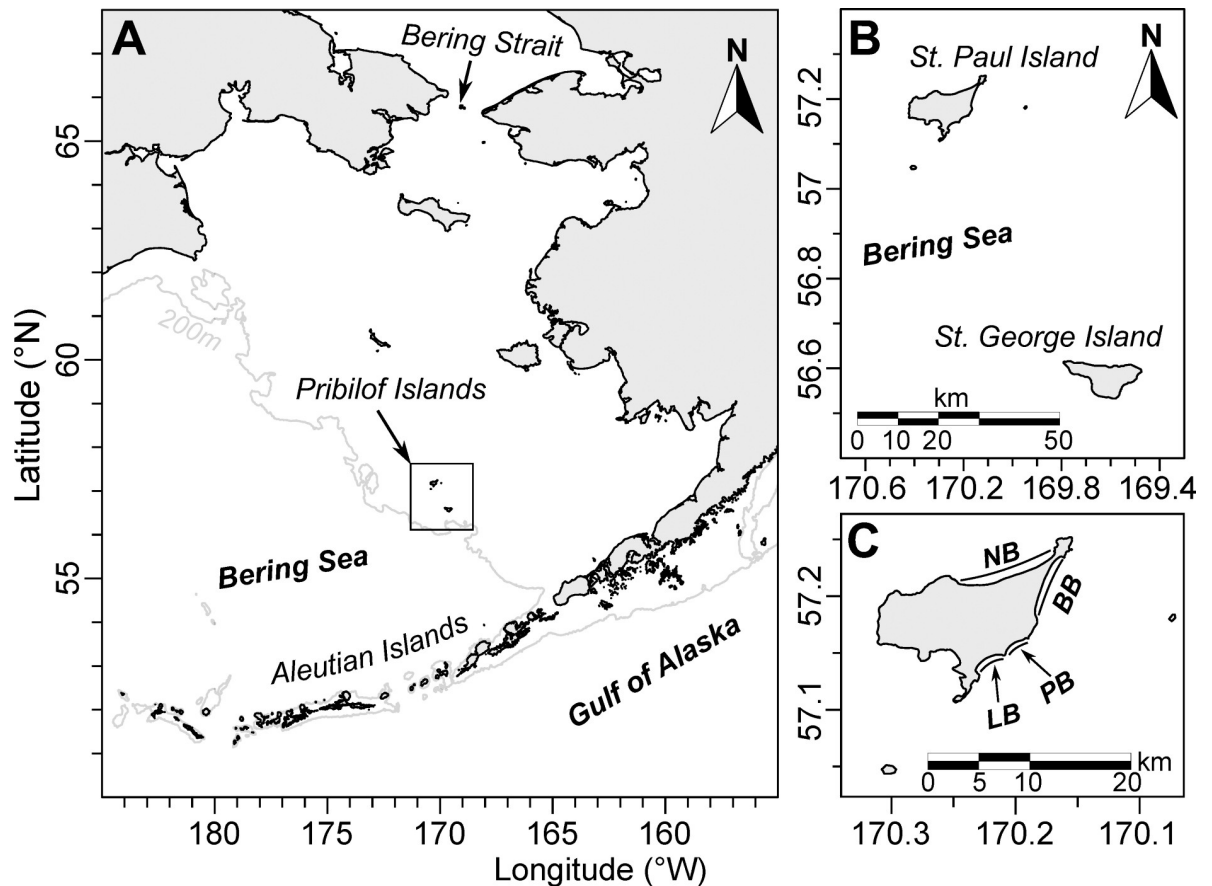 A
Bering Strait
N
65
200m
60
Pribilof Islands
Latitude (°N)
55
Bering Sea
Aleutian Islands
Gulf of Alaska
180
175
170
165
160
Longitude (°W)
B
St. Paul Island
N
57.2
57
Bering Sea
56.8
St. George Island
56.6
km
0 10 20 50
170.6 170.2 169.8 169.4
C
NB
57.2
BB
PB
LB
57.1
km
0 5 10 20
170.3 170.2 170.1